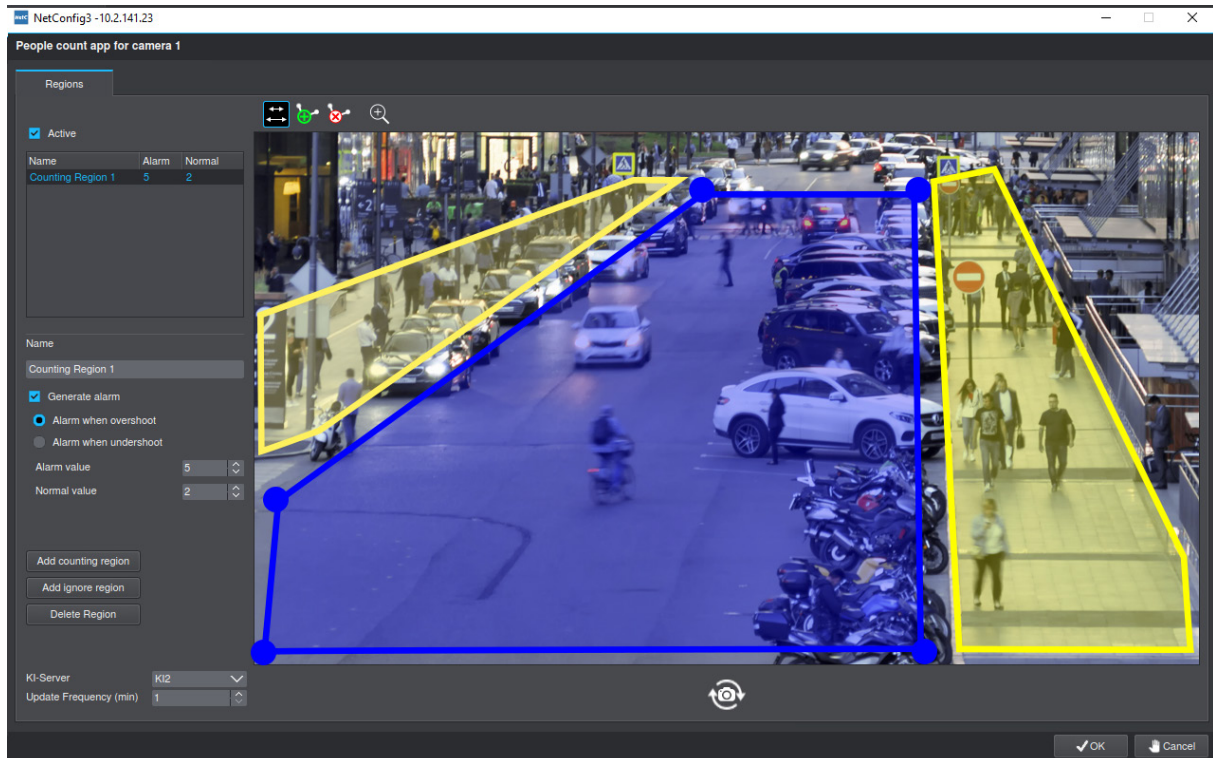 netC NetConfig3 -10.2.141.23
People count app for camera 1
Regions
Active
Name Alarm Normal
Counting Region 1 5 2
Name
Counting Region 1
Generate alarm
Alarm when overshoot
Alarm when undershoot
Alarm value 5
Normal value 2
Add counting region
Add ignore region
Delete Region
KI-Server KI2
Update Frequency (min) 1
OK Cancel